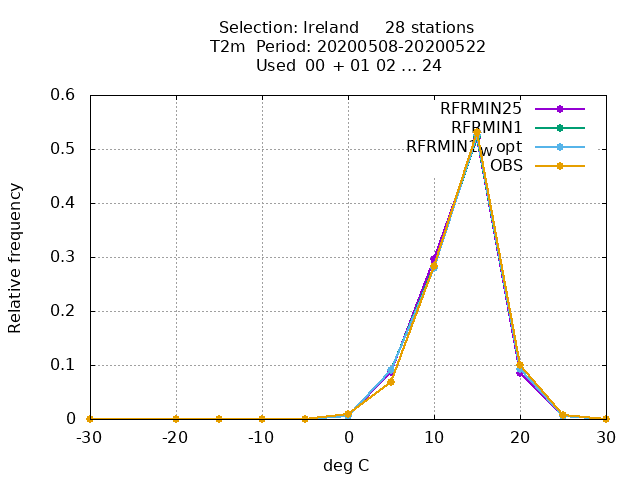 Selection: Ireland     28 stations
T2m  Period: 20200508-20200522
Used  00 + 01 02 ... 24
0.6
0.5
0.4
0.3
0.2
0.1
0
Relative frequency
RFRMIN25
RFRMIN1
RFRMIN1w opt
OBS
-30 -20 -10 0 10 20 30
deg C